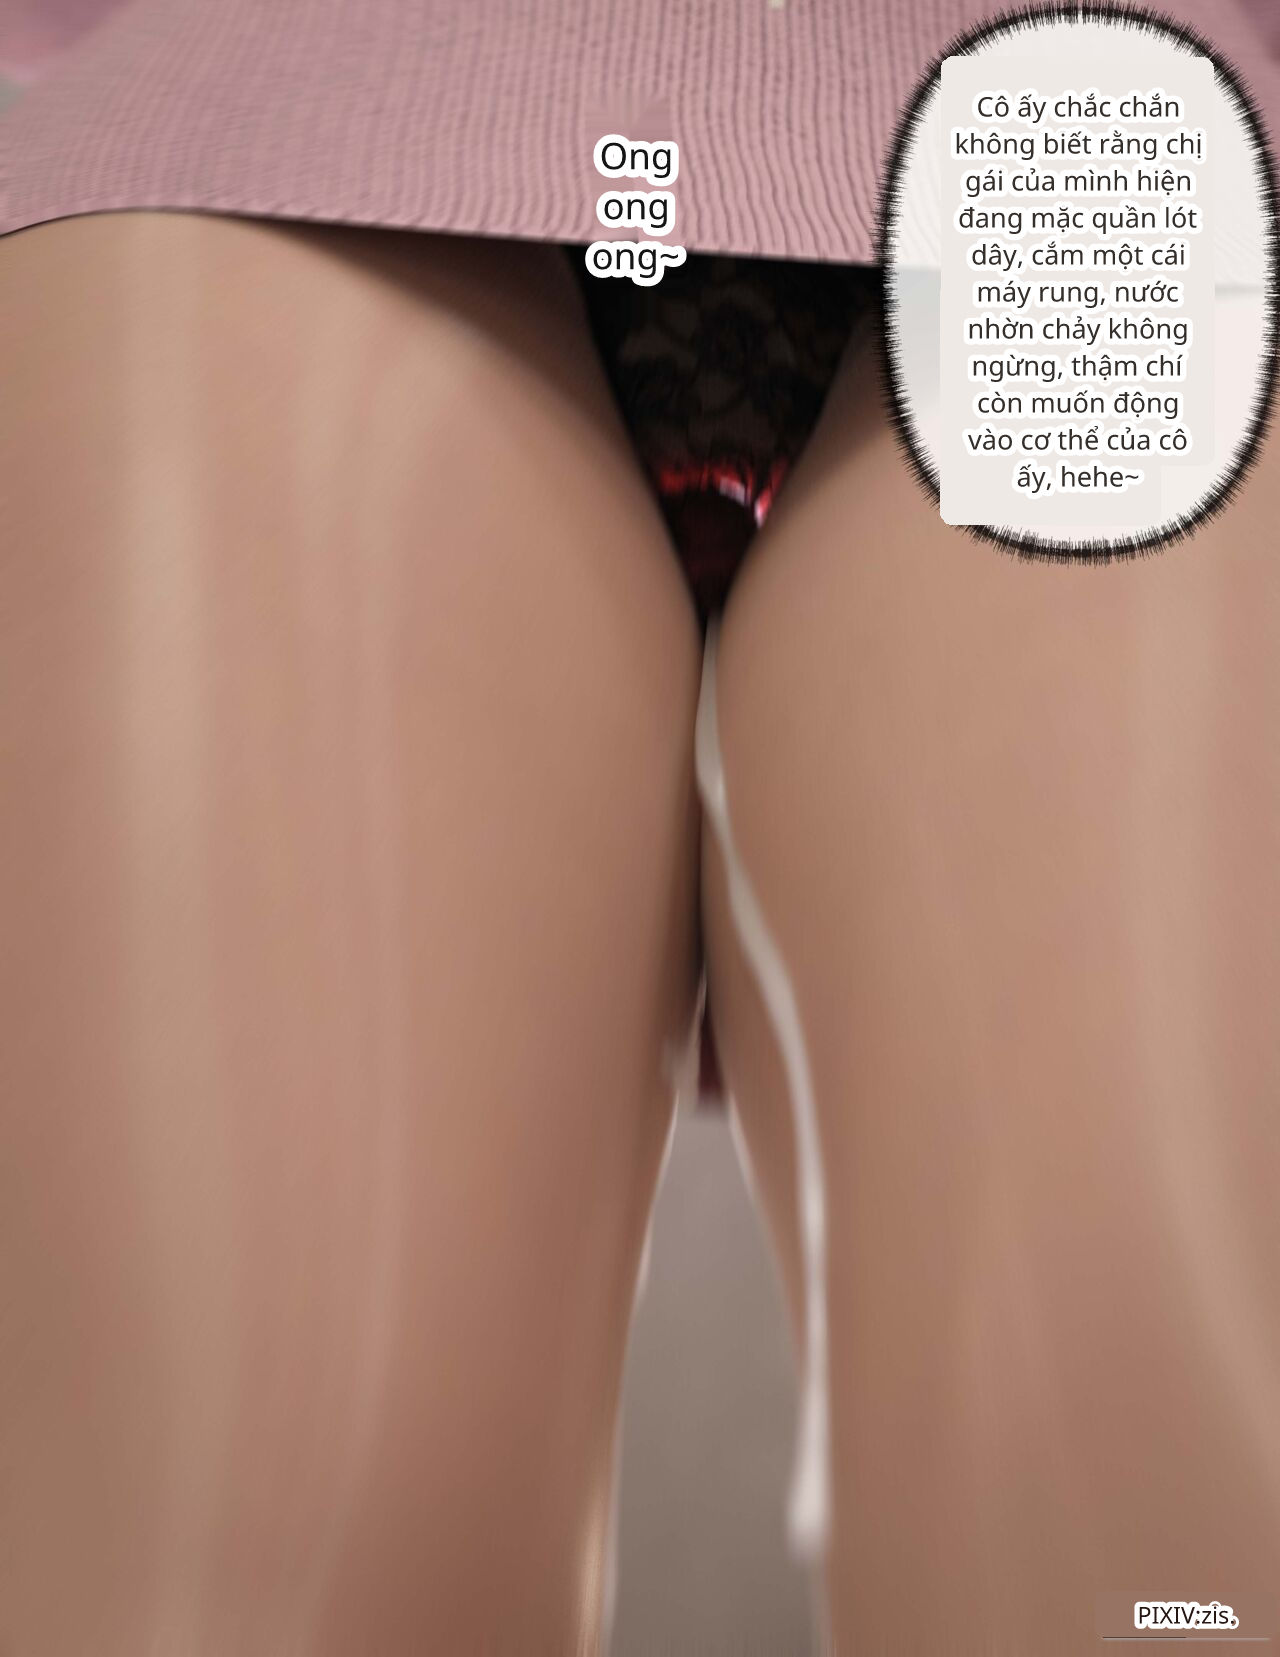 Ong
ong
ong~
Cô ấy chắc chắn
không biết rằng chị
gái của mình hiện
đang mặc quần lót
dây, cắm một cái
máy rung, nước
nhờn chảy không
ngừng, thậm chí
còn muốn động
vào cơ thể của cô
ấy, hehe~
PIXIV:zis.